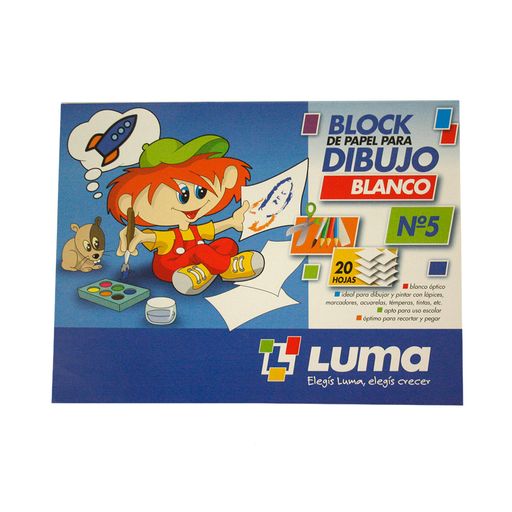 BLOCK
DE PAPEL PARA
DIBUJO
BLANCO
Nº5
20
HOJAS
blanco óptico
ideal para dibujar y pintar con lápices,
marcadores, acuarelas, témperas, tintas, etc.
apto para uso escolar
óptimo para recortar y pegar
LUMA
Elegís Luma, elegís crecer